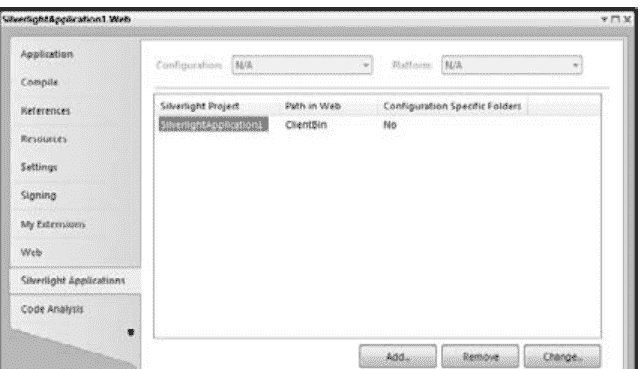 SilverlightApplication1.Web
Application
Compile
References
Resources
Settings
Signing
My Extensions
Web
Silverlight Applications
Code Analysis
Configuration: N/A Platform: N/A
Silverlight Project Path in Web Configuration Specific Folders
SilverlightApplication1 ClientBin No
Add... Remove Change...